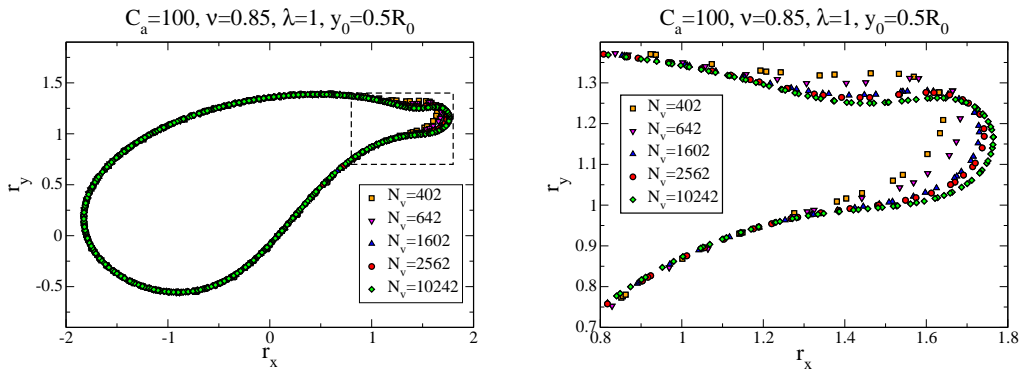 C_a=100, ν=0.85, λ=1, y_0=0.5R_0
1.5
1
0.5
0
-0.5
-2
-1
0
1
2
r_y
r_x
N_v=402
N_v=642
N_v=1602
N_v=2562
N_v=10242
C_a=100, ν=0.85, λ=1, y_0=0.5R_0
1.3
1.2
1.1
1
0.9
0.8
0.7
0.8
1
1.2
1.4
1.6
1.8
r_y
r_x
N_v=402
N_v=642
N_v=1602
N_v=2562
N_v=10242